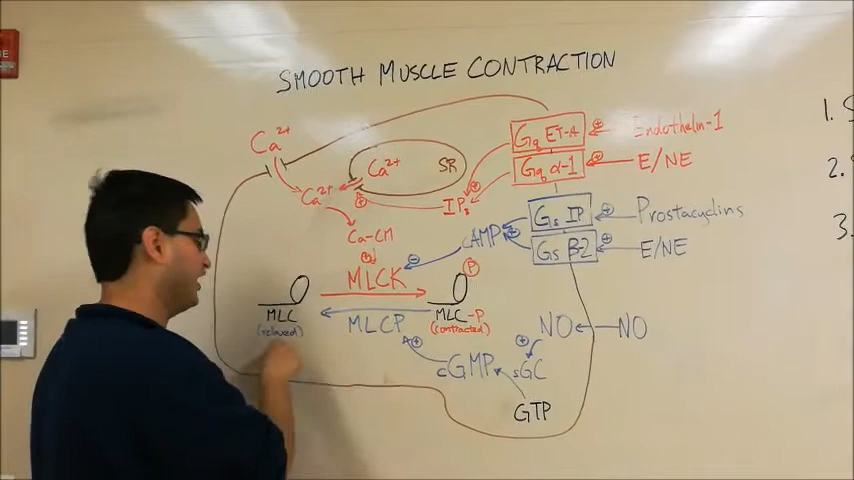 SMOOTH MUSCLE CONTRACTION
1. S
2.
3.
Ca2+
Ca2+
Ca2+
SR
Gq ET-A ⊕ Endothelin-1
Gq α-1 ⊕ E/NE
⊕
IP3
⊕
Gs IP ⊕ Prostacyclins
Gs β-2 ⊕ E/NE
cAMP ⊕
⊖
Ca-CM
⊕
MLCK
P
MLC
(relaxed)
MLC-P
(contracted)
MLCP
⊕
NO
NO
⊕
cGMP
sGC
GTP